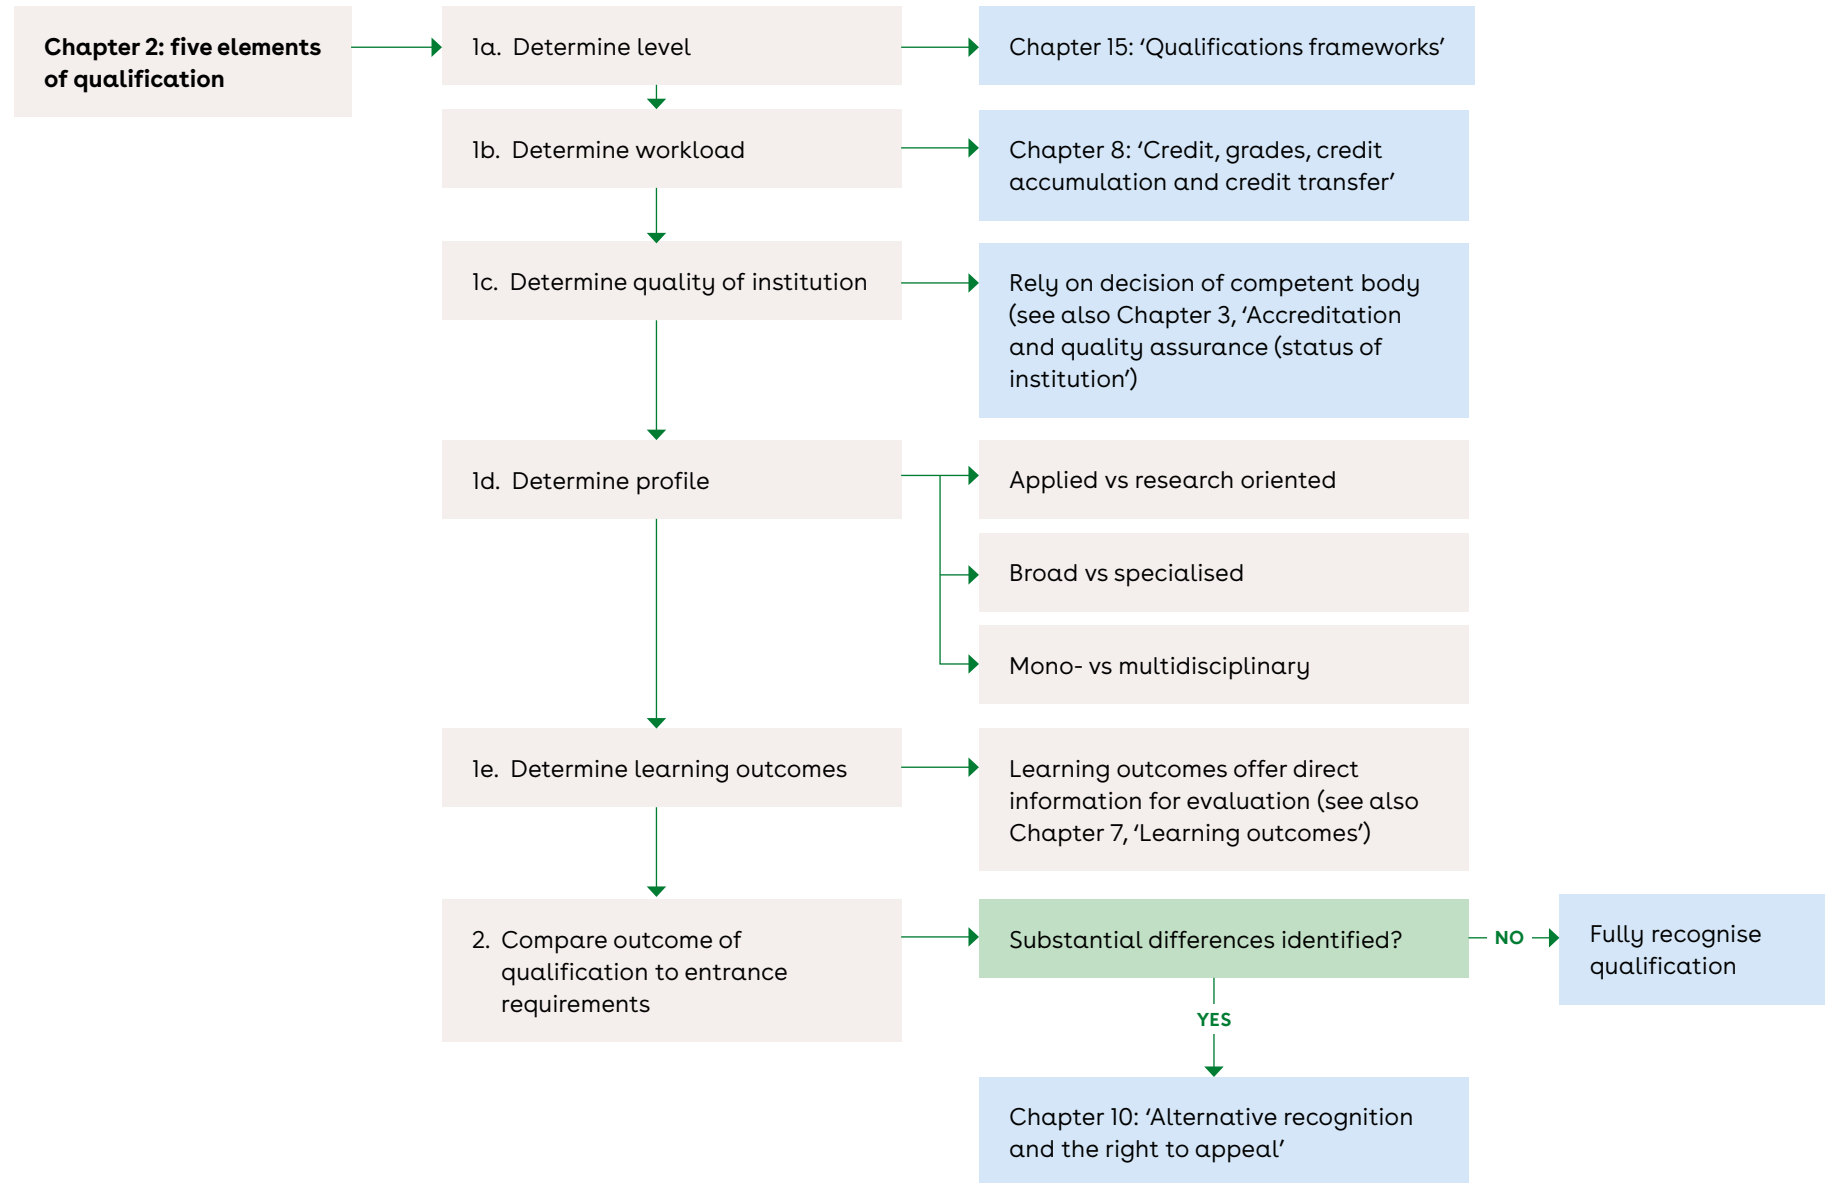 Chapter 2: five elements
of qualification
1a. Determine level
Chapter 15: ‘Qualifications frameworks’
1b. Determine workload
Chapter 8: ‘Credit, grades, credit
accumulation and credit transfer’
1c. Determine quality of institution
Rely on decision of competent body
(see also Chapter 3, ‘Accreditation
and quality assurance (status of
institution’)
1d. Determine profile
Applied vs research oriented
Broad vs specialised
Mono- vs multidisciplinary
1e. Determine learning outcomes
Learning outcomes offer direct
information for evaluation (see also
Chapter 7, ‘Learning outcomes’)
2. Compare outcome of
qualification to entrance
requirements
Substantial differences identified?
NO
Fully recognise
qualification
YES
Chapter 10: ‘Alternative recognition
and the right to appeal’